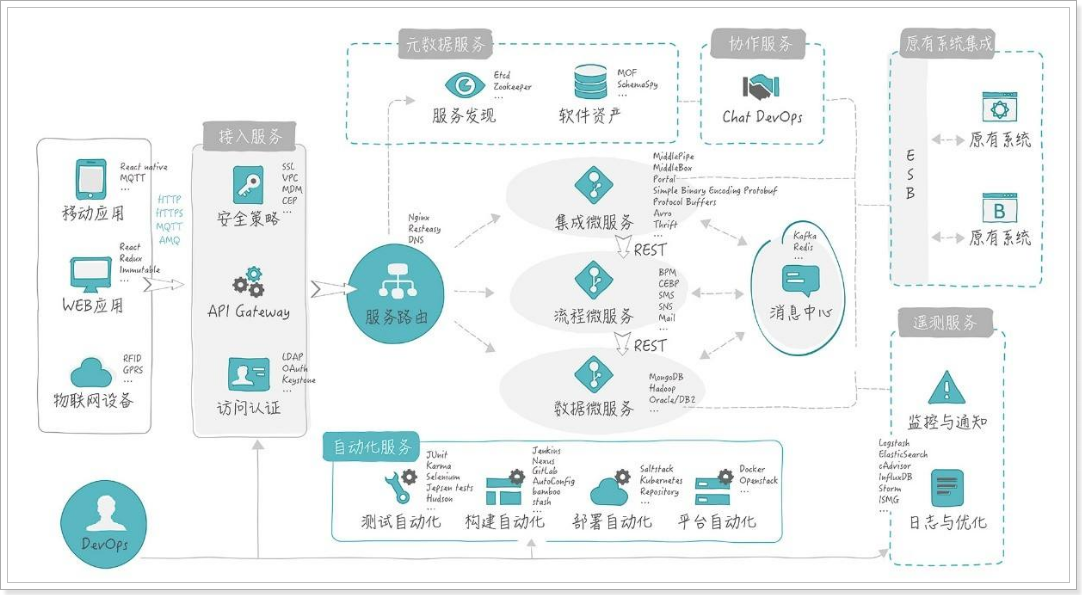 元数据服务
Etcd
Zookeeper
...
服务发现
MOF
SchemeSpy
...
软件资产
协作服务
Chat DevOps
原有系统集成
ESB
原有系统
B
原有系统
React native
MQTT
...
移动应用
React
Redux
Immutable
...
WEB应用
RFID
GPRS
...
物联网设备
HTTP
HTTPS
MQTT
AMQ
接入服务
SSL
VPC
MDM
CEP
...
安全策略
API Gateway
LDAP
OAuth
Keystone
...
访问认证
Nginx
Resteasy
DNS
服务路由
MiddlePipe
MiddleBox
Portal
Simple Binary Encoding Protobuf
Protocol Buffers
Avro
Thrift
...
集成微服务
REST
BPM
CEBP
SMS
SNS
Mail
...
流程微服务
REST
MongoDB
Hadoop
Oracle/DB2
...
数据微服务
Kafka
Redis
...
消息中心
遥测服务
监控与通知
Logstash
ElasticSearch
cAdvisor
InfluxDB
Storm
ISMG
...
日志与优化
自动化服务
JUnit
Karma
Selenium
Jepsen tests
Hudson
...
测试自动化
Jenkins
Nexus
GitLab
AutoConfig
bamboo
stash
...
构建自动化
Saltstack
Kubernetes
Repository
...
部署自动化
Docker
Openstack
...
平台自动化
DevOps